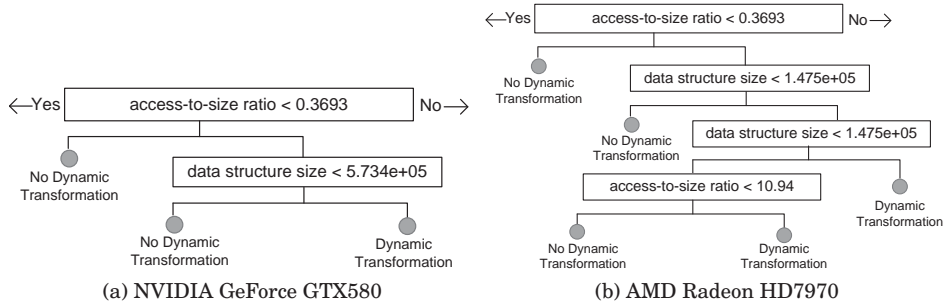 Yes
access-to-size ratio < 0.3693
No
No Dynamic
Transformation
data structure size < 5.734e+05
No Dynamic
Transformation
Dynamic
Transformation
(a) NVIDIA GeForce GTX580
Yes
access-to-size ratio < 0.3693
No
No Dynamic
Transformation
data structure size < 1.475e+05
No Dynamic
Transformation
data structure size < 1.475e+05
access-to-size ratio < 10.94
Dynamic
Transformation
No Dynamic
Transformation
Dynamic
Transformation
(b) AMD Radeon HD7970